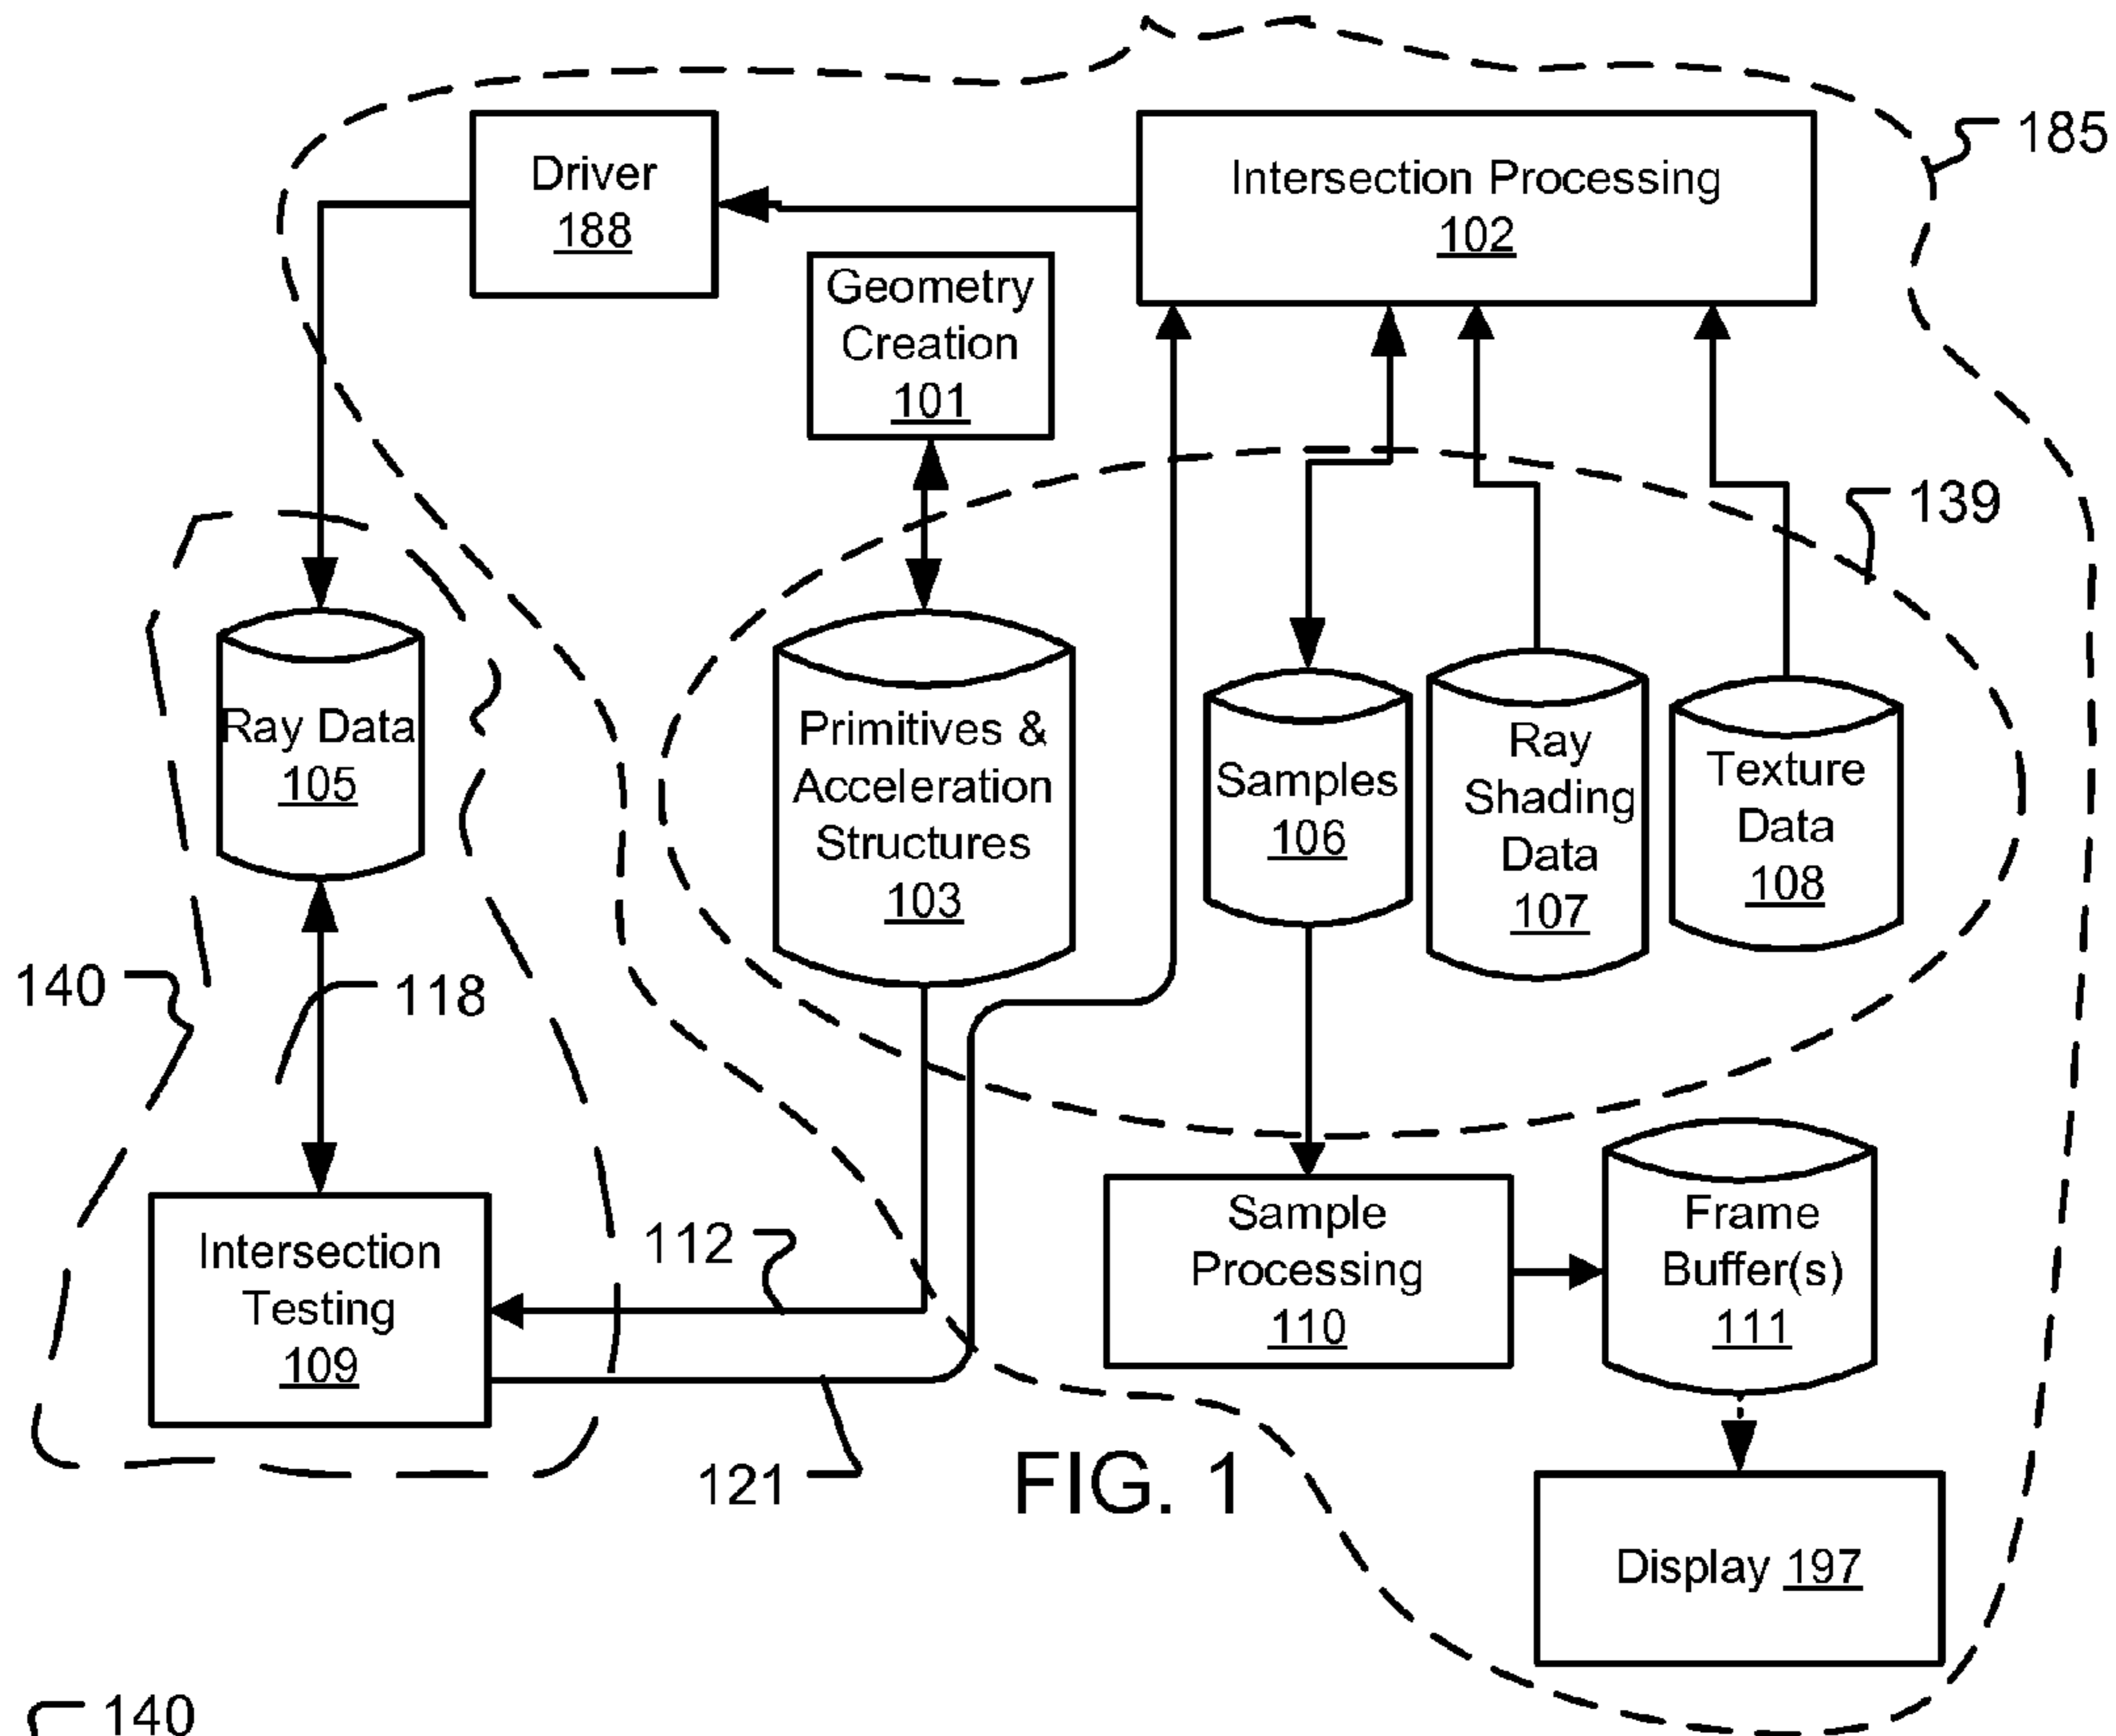 185
Driver
188
Intersection Processing
102
Geometry
Creation
101
139
Ray Data
105
Primitives &
Acceleration
Structures
103
Samples
106
Ray
Shading
Data
107
Texture
Data
108
140
118
Intersection
Testing
109
112
121
Sample
Processing
110
Frame
Buffer(s)
111
FIG. 1
Display 197
140